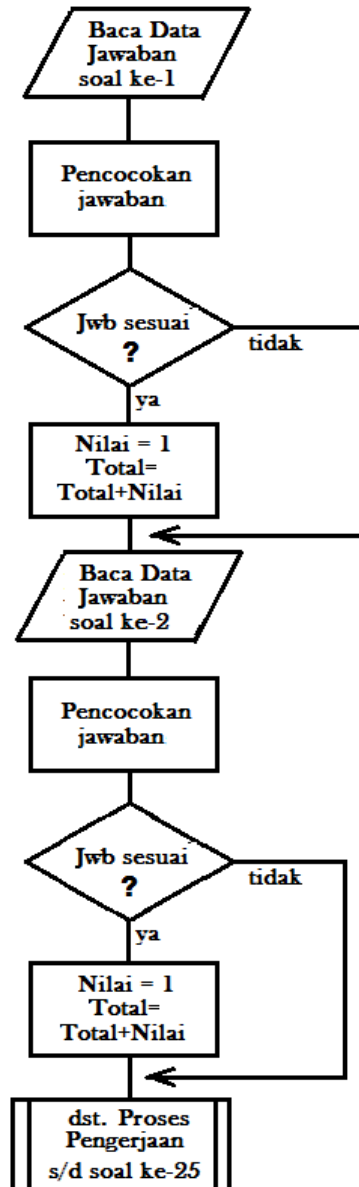 Baca Data
Jawaban
soal ke-1
Pencocokan
jawaban
Jwb sesuai
?
tidak
ya
Nilai = 1
Total=
Total+Nilai
Baca Data
Jawaban
soal ke-2
Pencocokan
jawaban
Jwb sesuai
?
tidak
ya
Nilai = 1
Total=
Total+Nilai
dst. Proses
Pengerjaan
s/d soal ke-25